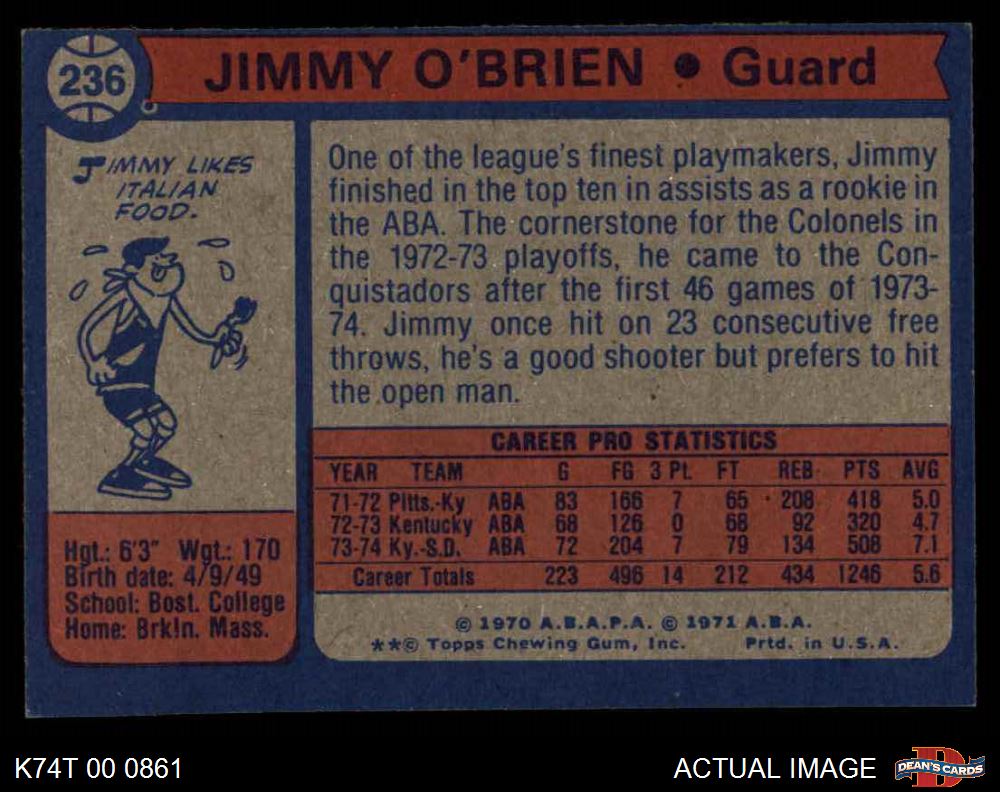 236
JIMMY O'BRIEN • Guard
JIMMY LIKES
ITALIAN
FOOD.
One of the league's finest playmakers, Jimmy
finished in the top ten in assists as a rookie in
the ABA. The cornerstone for the Colonels in
the 1972-73 playoffs, he came to the Con-
quistadors after the first 46 games of 1973-
74. Jimmy once hit on 23 consecutive free
throws, he's a good shooter but prefers to hit
the open man.
CAREER PRO STATISTICS
YEAR TEAM G FG 3 Pt. FT REB PTS AVG
71-72 Pitts.-Ky ABA 83 166 7 65 208 418 5.0
72-73 Kentucky ABA 68 126 0 68 92 320 4.7
73-74 Ky.-S.D. ABA 72 204 7 79 134 508 7.1
Career Totals 223 496 14 212 434 1246 5.6
Hgt.: 6'3" Wgt.: 170
Birth date: 4/9/49
School: Bost. College
Home: Brkln. Mass.
© 1970 A.B.A.P.A. © 1971 A.B.A.
**© Topps Chewing Gum, Inc. Prtd. in U.S.A.
K74T 00 0861
ACTUAL IMAGE
D
DEAN'S CARDS